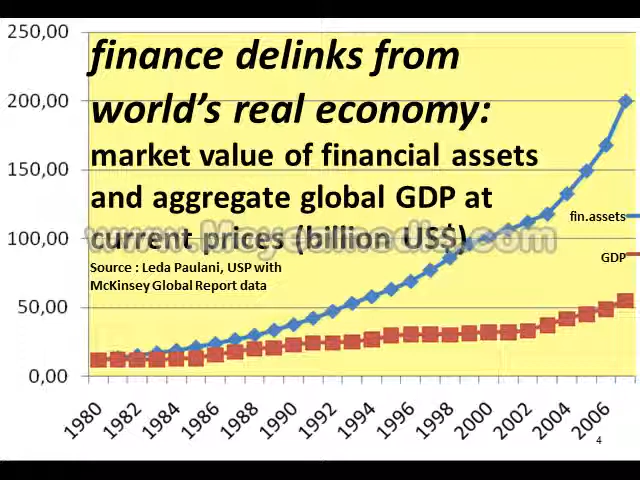 250,00
200,00
150,00
100,00
50,00
0,00
finance delinks from
world's real economy:
market value of financial assets
and aggregate global GDP at
current prices (billion US$)
Source : Leda Paulani, USP with
McKinsey Global Report data
fin.assets
GDP
1980
1982
1984
1986
1988
1990
1992
1994
1996
1998
2000
2002
2004
2006
4